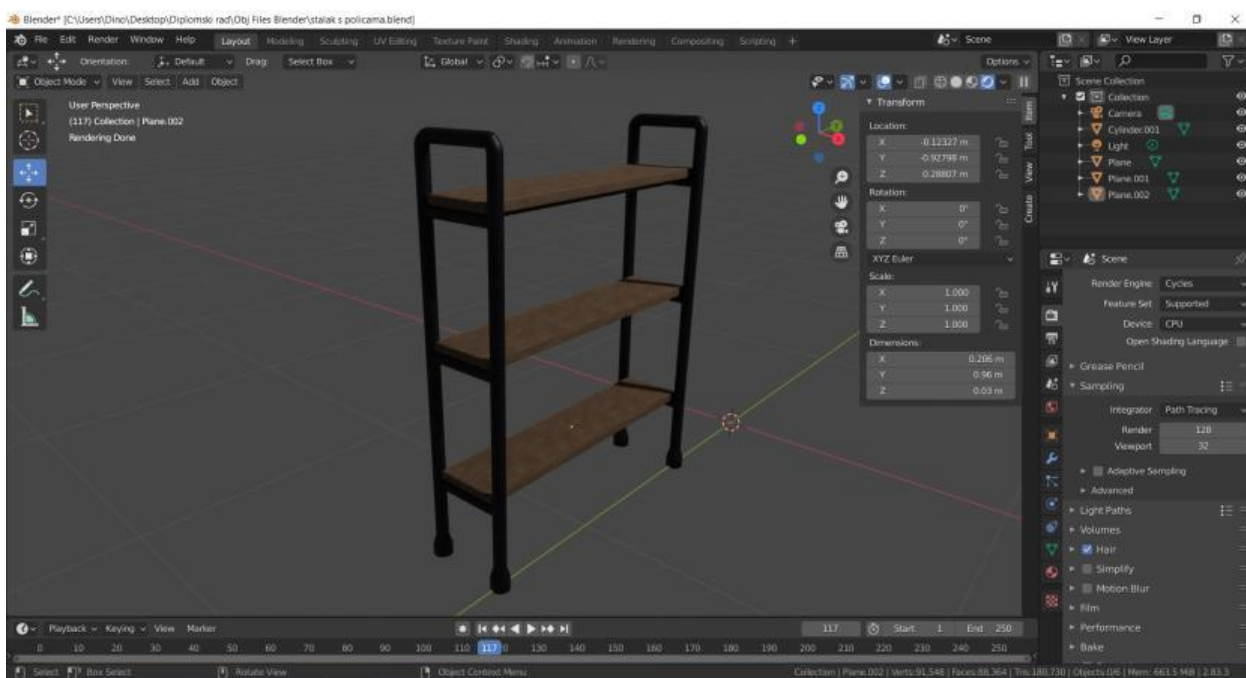 Blender* [C:\Users\Dino\Desktop\Diplomski rad\Obj Files Blender\stalak s policama.blend]
File Edit Render Window Help Layout Modeling Sculpting UV Editing Texture Paint Shading Animation Rendering Compositing Scripting + Scene View Layer
Orientation: Default Drag: Select Box Global Options
Object Mode View Select Add Object
User Perspective
(117) Collection | Plane.002
Rendering Done
Transform
Location:
X -0.12327 m
Y -0.92798 m
Z 0.28807 m
Rotation:
X 0°
Y 0°
Z 0°
XYZ Euler
Scale:
X 1.000
Y 1.000
Z 1.000
Dimensions:
X 0.206 m
Y 0.96 m
Z 0.03 m
Item
Tool
View
Create
Scene Collection
Collection
Camera
Cylinder.001
Light
Plane
Plane.001
Plane.002
Scene
Render Engine Cycles
Feature Set Supported
Device CPU
Open Shading Language
Grease Pencil
Sampling
Integrator Path Tracing
Render 128
Viewport 32
Adaptive Sampling
Advanced
Light Paths
Volumes
Hair
Simplify
Motion Blur
Film
Performance
Bake
Playback Keying View Marker 117 Start 1 End 250
0 10 20 30 40 50 60 70 80 90 100 110 117 130 140 150 160 170 180 190 200 210 220 230 240 250
Select Box Select Rotate View Object Context Menu Collection | Plane.002 | Verts:91,548 | Faces:88,364 | Tris:180,730 | Objects:0/6 | Mem: 663.5 MiB | 2.83.3